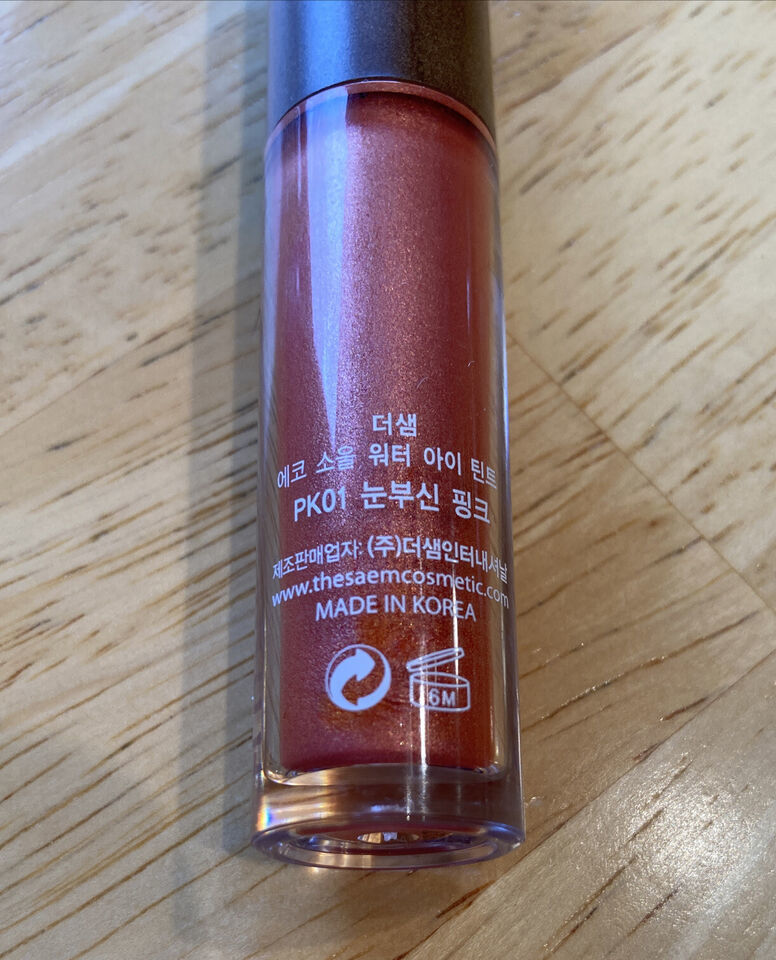 더샘
에코 소울 워터 아이 틴트
PK01 눈부신 핑크
제조판매업자: (주)더샘인터내셔날
www.thesaemcosmetic.com
MADE IN KOREA
6M